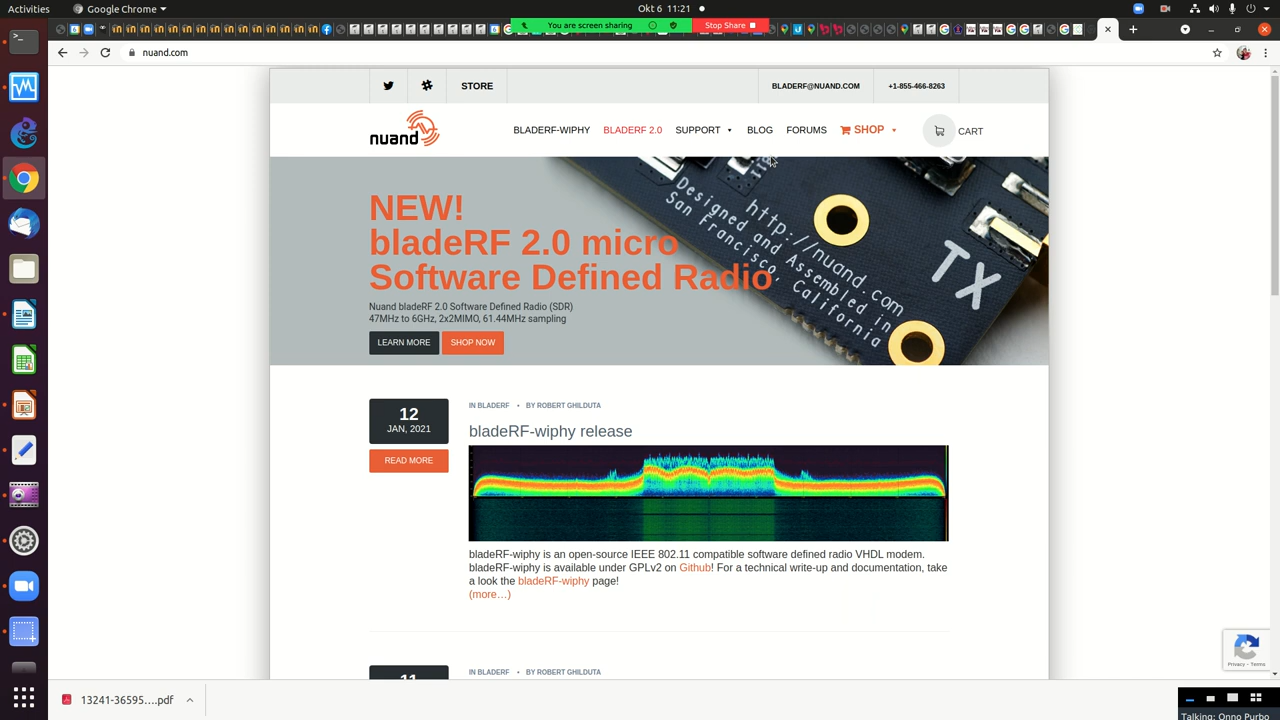 Google Chrome
Okt 6 11:21
You are screen sharing
Stop Share
nuand.com
STORE
BLADERF@NUAND.COM
+1-855-466-8263
nuand
BLADERF-WIPHY
BLADERF 2.0
SUPPORT
BLOG
FORUMS
SHOP
CART
NEW!
bladeRF 2.0 micro
Software Defined Radio
Nuand bladeRF 2.0 Software Defined Radio (SDR)
47MHz to 6GHz, 2x2MIMO, 61.44MHz sampling
LEARN MORE
SHOP NOW
http://nuand.com
Designed and Assembled in
San Francisco, California
TX
12
JAN, 2021
READ MORE
IN BLADERF • BY ROBERT GHILDUTA
bladeRF-wiphy release
bladeRF-wiphy is an open-source IEEE 802.11 compatible software defined radio VHDL modem.
bladeRF-wiphy is available under GPLv2 on Github! For a technical write-up and documentation, take
a look the bladeRF-wiphy page!
(more…)
11
IN BLADERF • BY ROBERT GHILDUTA
Privacy - Terms
13241-36595....pdf
Talking: Onno Purbo